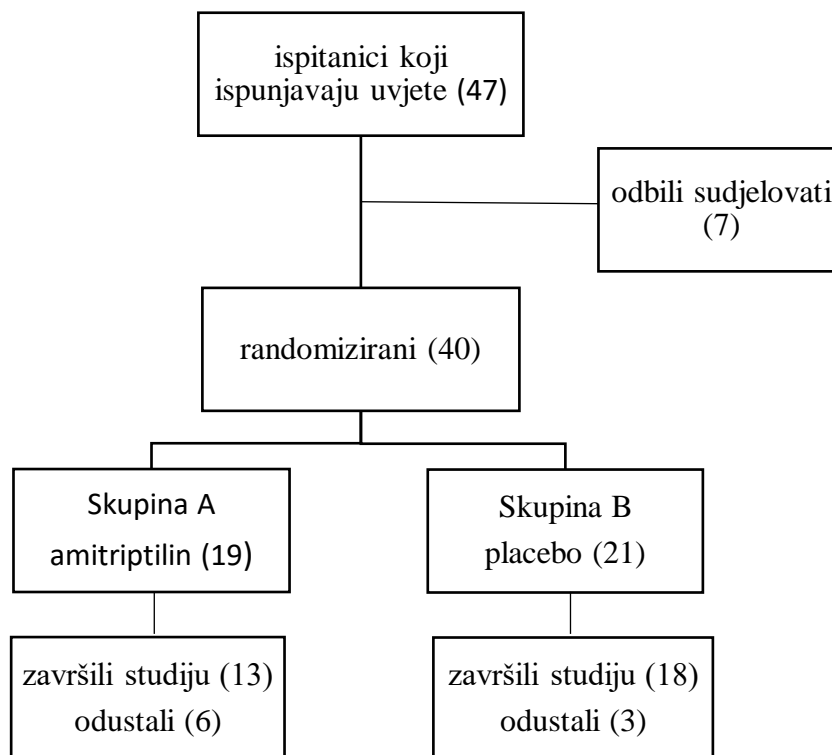 ispitanici koji
ispunjavaju uvjete (47)
odbili sudjelovati
(7)
randomizirani (40)
Skupina A
amitriptilin (19)
Skupina B
placebo (21)
završili studiju (13)
odustali (6)
završili studiju (18)
odustali (3)